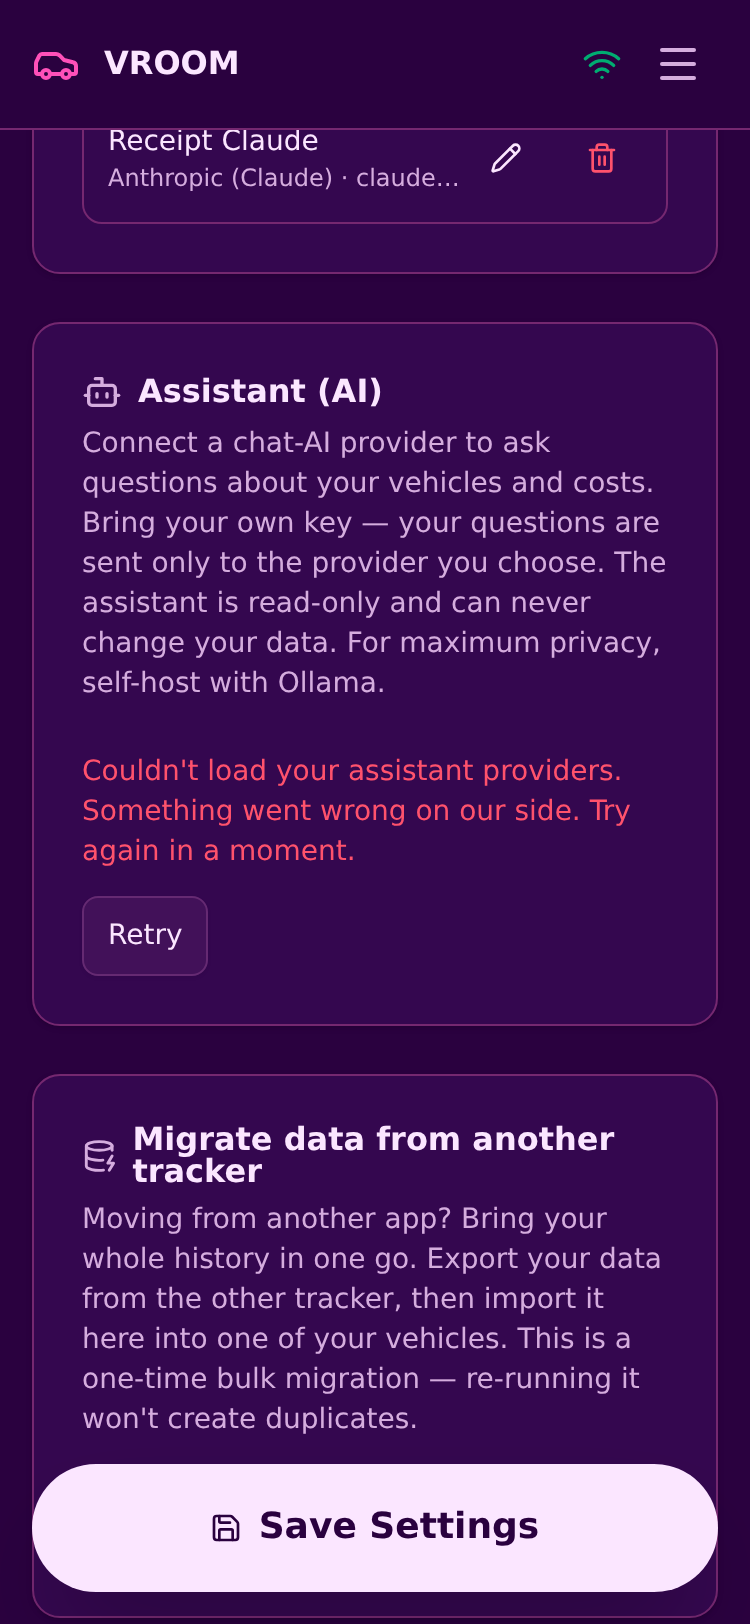 VROOM
Receipt Claude
Anthropic (Claude) · claude...
Assistant (AI)
Connect a chat-AI provider to ask
questions about your vehicles and costs.
Bring your own key — your questions are
sent only to the provider you choose. The
assistant is read-only and can never
change your data. For maximum privacy,
self-host with Ollama.
Couldn't load your assistant providers.
Something went wrong on our side. Try
again in a moment.
Retry
Migrate data from another
tracker
Moving from another app? Bring your
whole history in one go. Export your data
from the other tracker, then import it
here into one of your vehicles. This is a
one-time bulk migration — re-running it
won't create duplicates.
Save Settings